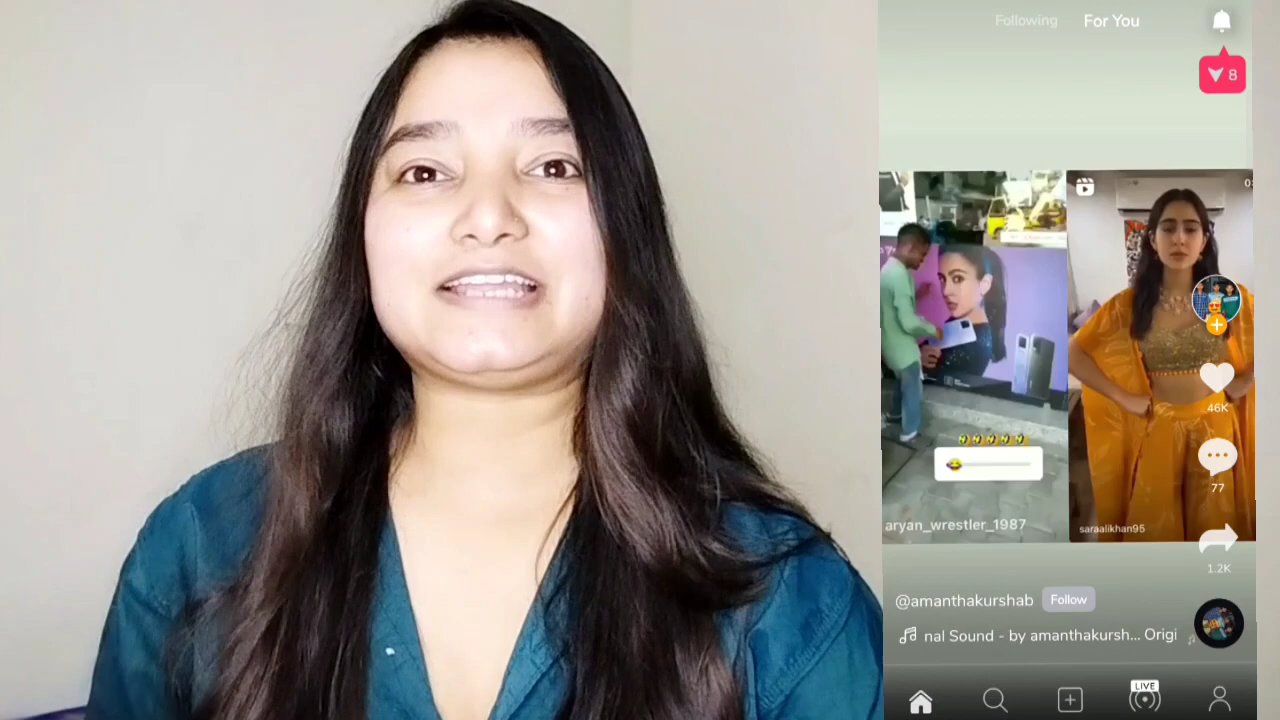 Following For You
8
aryan_wrestler_1987
saraalikhan95
46K
77
1.2K
@amanthakurshab Follow
nal Sound - by amanthakursh... Origi
LIVE